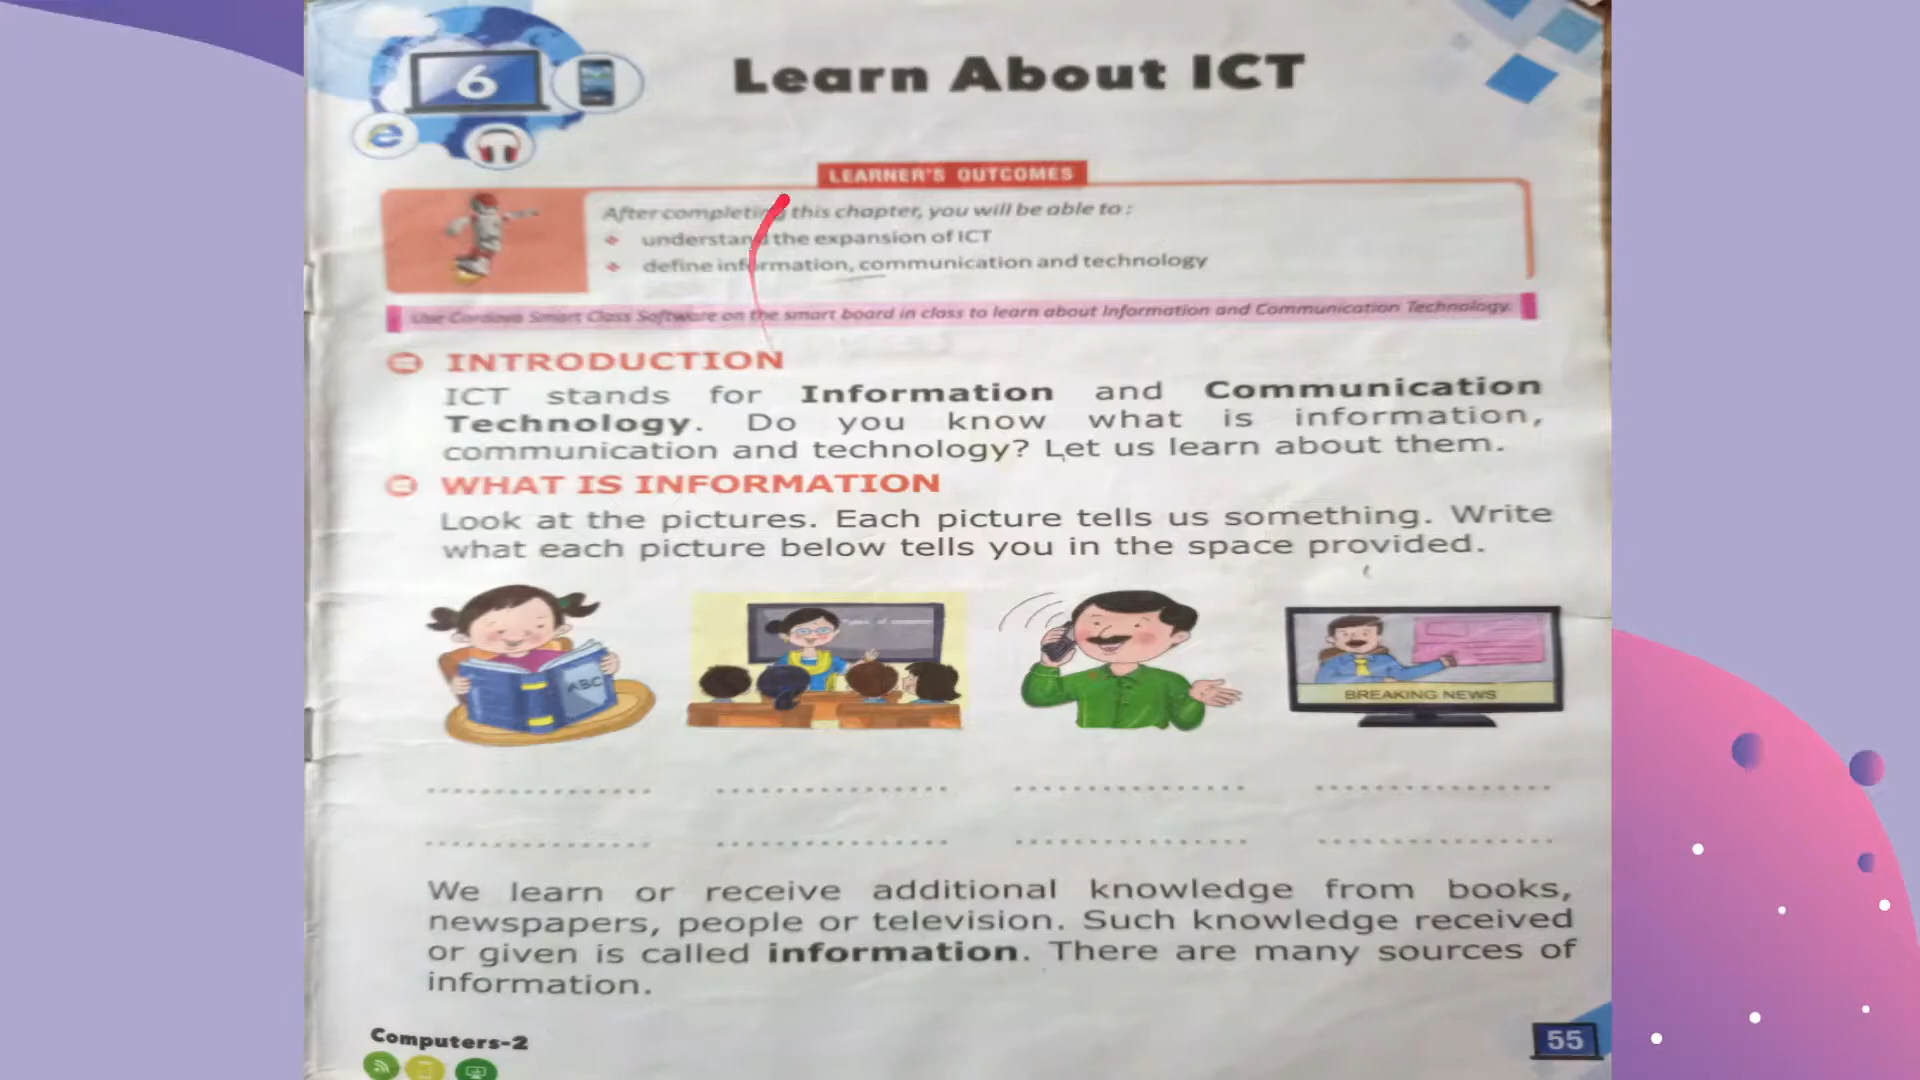 6
Learn About ICT
LEARNER'S OUTCOMES
After completing this chapter, you will be able to :
understand the expansion of ICT
define information, communication and technology
Use Cordova Smart Class Software on the smart board in class to learn about Information and Communication Technology.
INTRODUCTION
ICT stands for Information and Communication
Technology. Do you know what is information,
communication and technology? Let us learn about them.
WHAT IS INFORMATION
Look at the pictures. Each picture tells us something. Write
what each picture below tells you in the space provided.
ABC
Types of computer
BREAKING NEWS
We learn or receive additional knowledge from books,
newspapers, people or television. Such knowledge received
or given is called information. There are many sources of
information.
Computers-2
55